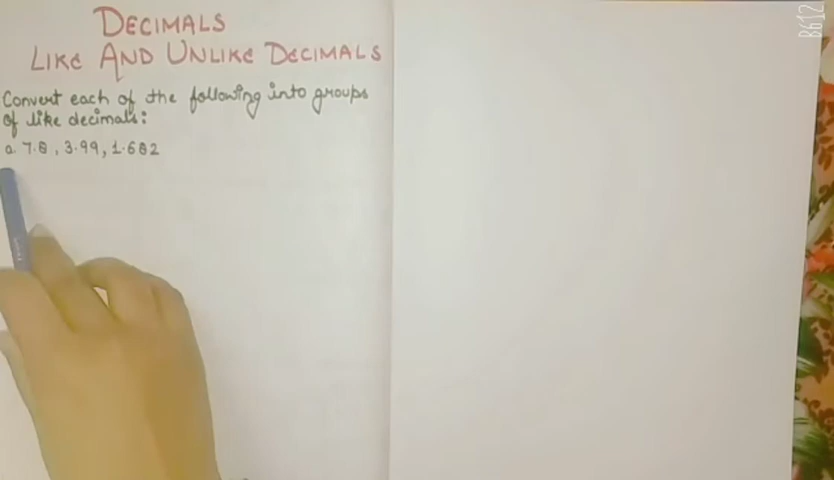 DECIMALS
LIKE AND UNLIKE DECIMALS
Convert each of the following into groups
of like decimals:
a. 7.8, 3.99, 1.682
B612